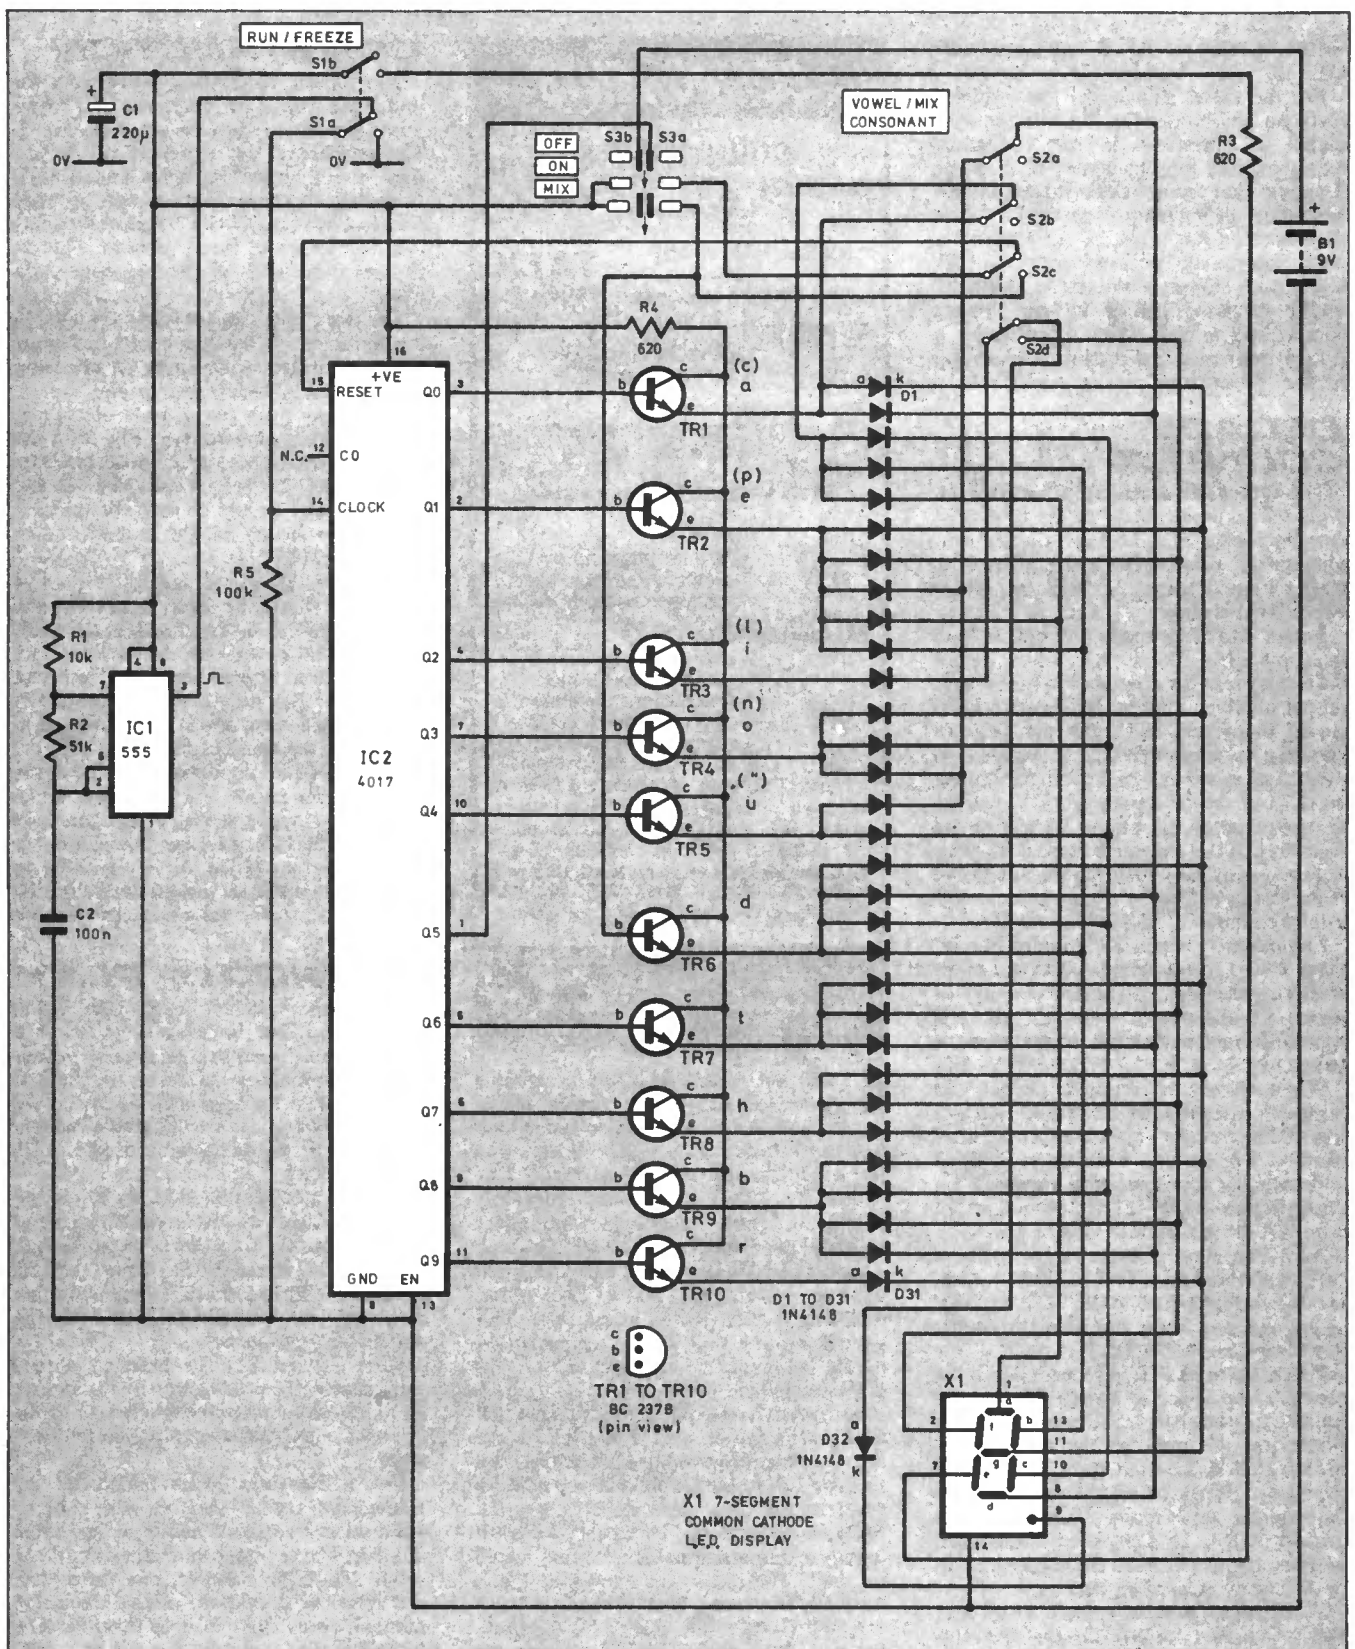 RUN / FREEZE
S1b
+
C1
220µ
S1a
0V
0V
OFF
ON
MIX
S3b
S3a
VOWEL / MIX
CONSONANT
S2a
S2b
S2c
S2d
R3
620
+
B1
9V
R4
620
16
+VE
15
RESET
N.C.
12
CO
14
CLOCK
R5
100k
R1
10k
R2
51k
C2
100n
4
8
7
3
6
2
1
IC1
555
IC2
4017
Q0
3
b
c
e
TR1
(c)
a
Q1
2
b
c
e
TR2
(p)
e
Q2
4
b
c
e
TR3
(l)
i
Q3
7
b
c
e
TR4
(n)
o
Q4
10
b
c
e
TR5
(")
u
Q5
1
b
c
e
TR6
d
Q6
5
b
c
e
TR7
t
Q7
6
b
c
e
TR8
h
Q8
9
b
c
e
TR9
b
Q9
11
b
c
e
TR10
r
GND
EN
8
13
a
k
D1
a
k
D31
D1 TO D31
1N4148
c
b
e
TR1 TO TR10
BC 237B
(pin view)
a
D32
1N4148
k
X1
1
2
7
13
11
10
8
9
14
a
f
b
g
e
c
d
X1 7-SEGMENT
COMMON CATHODE
L.E.D. DISPLAY